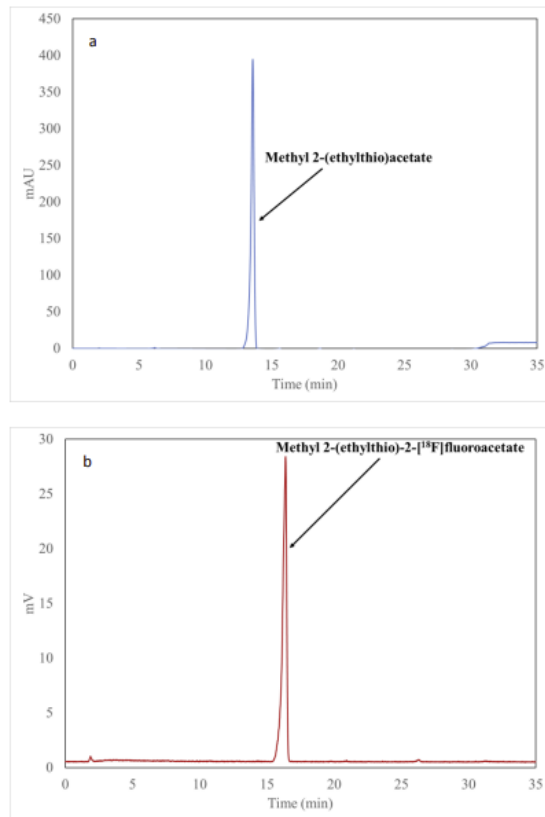 a
450
400
350
300
250
200
150
100
50
0
mAU
Methyl 2-(ethylthio)acetate
0 5 10 15 20 25 30 35
Time (min)
b
30
25
20
15
10
5
0
mV
Methyl 2-(ethylthio)-2-[¹⁸F]fluoroacetate
0 5 10 15 20 25 30 35
Time (min)